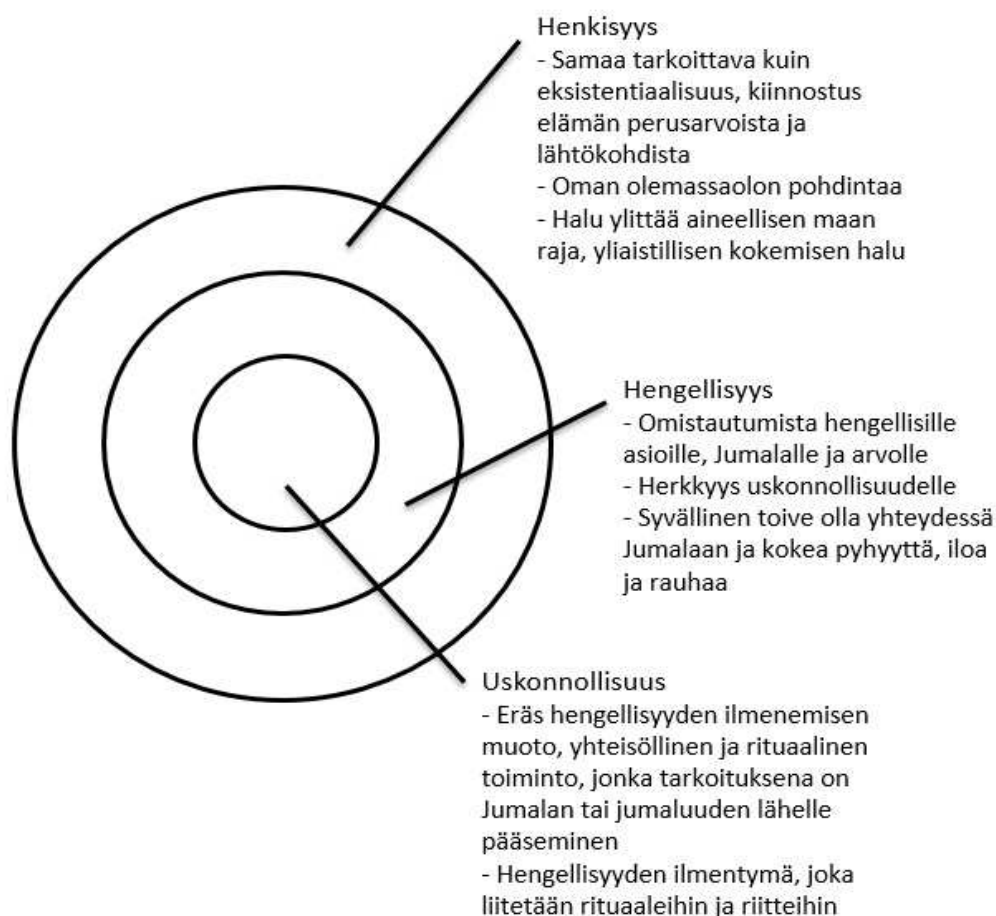 Henkisyys
- Samaa tarkoittava kuin
eksistentiaalisuus, kiinnostus
elämän perusarvoista ja
lähtökohdista
- Oman olemassaolon pohdintaa
- Halu ylittää aineellisen maan
raja, yliaistillisen kokemisen halu
Hengellisyys
- Omistautumista hengellisille
asioille, Jumalalle ja arvolle
- Herkkyys uskonnollisuudelle
- Syvällinen toive olla yhteydessä
Jumalaan ja kokea pyhyyttä, iloa
ja rauhaa
Uskonnollisuus
- Eräs hengellisyyden ilmenemisen
muoto, yhteisöllinen ja rituaalinen
toiminto, jonka tarkoituksena on
Jumalan tai jumaluuden lähelle
pääseminen
- Hengellisyyden ilmentymä, joka
liitetään rituaaleihin ja riitteihin